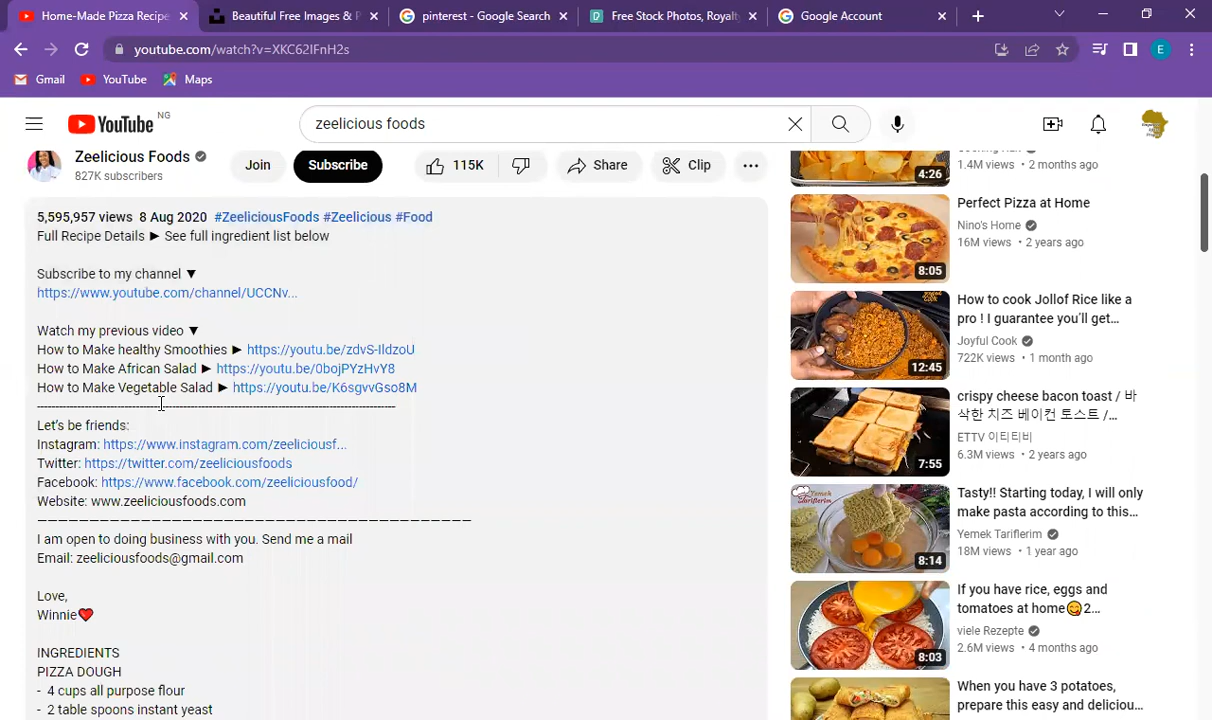 Home-Made Pizza Recipe
Beautiful Free Images & P
pinterest - Google Search
Free Stock Photos, Royalty
Google Account
youtube.com/watch?v=XKC62IFnH2s
E
Gmail
YouTube
Maps
YouTube NG
zeelicious foods
Zeelicious Foods
827K subscribers
Join
Subscribe
115K
Share
Clip
5,595,957 views 8 Aug 2020 #ZeeliciousFoods #Zeelicious #Food
Full Recipe Details ► See full ingredient list below
Subscribe to my channel ▼
https://www.youtube.com/channel/UCCNv...
Watch my previous video ▼
How to Make healthy Smoothies ► https://youtu.be/zdvS-IldzoU
How to Make African Salad ► https://youtu.be/0bojPYzHvY8
How to Make Vegetable Salad ► https://youtu.be/K6sgvvGso8M
Let's be friends:
Instagram: https://www.instagram.com/zeeliciousf...
Twitter: https://twitter.com/zeeliciousfoods
Facebook: https://www.facebook.com/zeeliciousfood/
Website: www.zeeliciousfoods.com
I am open to doing business with you. Send me a mail
Email: zeeliciousfoods@gmail.com
Love,
Winnie❤️
INGREDIENTS
PIZZA DOUGH
- 4 cups all purpose flour
- 2 table spoons instant yeast
4:26
1.4M views • 2 months ago
8:05
Perfect Pizza at Home
Nino's Home
16M views • 2 years ago
12:45
How to cook Jollof Rice like a
pro ! I guarantee you'll get...
Joyful Cook
722K views • 1 month ago
7:55
crispy cheese bacon toast / 바
삭한 치즈 베이컨 토스트 /...
ETTV 이티티비
6.3M views • 2 years ago
8:14
Tasty!! Starting today, I will only
make pasta according to this...
Yemek Tariflerim
18M views • 1 year ago
8:03
If you have rice, eggs and
tomatoes at home😋2...
viele Rezepte
2.6M views • 4 months ago
When you have 3 potatoes,
prepare this easy and deliciou...